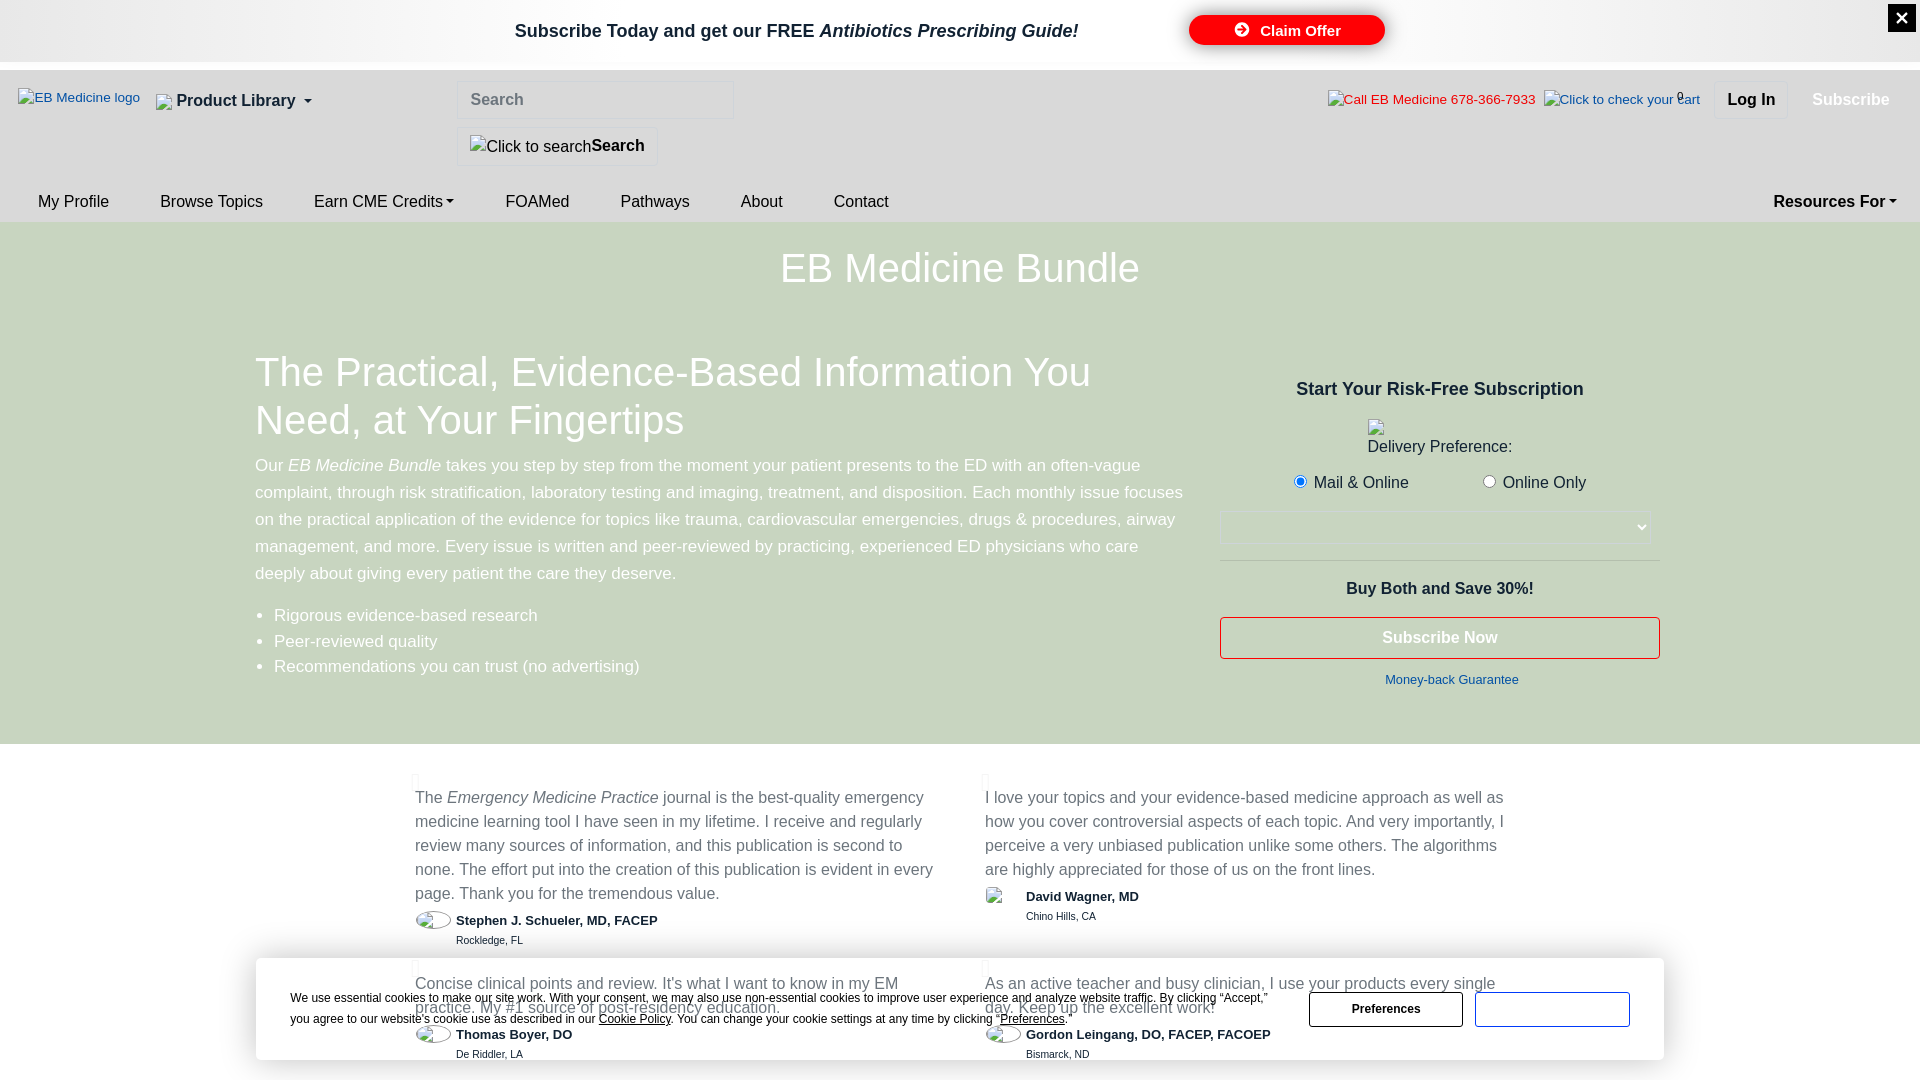 Subscribe Today and get our FREE Antibiotics Prescribing Guide!
Claim Offer
EB Medicine logo
Product Library
Search
Click to search Search
Call EB Medicine 678-366-7933
Click to check your cart
0
Log In
Subscribe
My Profile
Browse Topics
Earn CME Credits
FOAMed
Pathways
About
Contact
Resources For
EB Medicine Bundle
The Practical, Evidence-Based Information You
Need, at Your Fingertips
Our EB Medicine Bundle takes you step by step from the moment your patient presents to the ED with an often-vague
complaint, through risk stratification, laboratory testing and imaging, treatment, and disposition. Each monthly issue focuses
on the practical application of the evidence for topics like trauma, cardiovascular emergencies, drugs & procedures, airway
management, and more. Every issue is written and peer-reviewed by practicing, experienced ED physicians who care
deeply about giving every patient the care they deserve.
Rigorous evidence-based research
Peer-reviewed quality
Recommendations you can trust (no advertising)
Start Your Risk-Free Subscription
Delivery Preference:
Mail & Online
Online Only
Buy Both and Save 30%!
Subscribe Now
Money-back Guarantee
The Emergency Medicine Practice journal is the best-quality emergency
medicine learning tool I have seen in my lifetime. I receive and regularly
review many sources of information, and this publication is second to
none. The effort put into the creation of this publication is evident in every
page. Thank you for the tremendous value.
Stephen J. Schueler, MD, FACEP
Rockledge, FL
I love your topics and your evidence-based medicine approach as well as
how you cover controversial aspects of each topic. And very importantly, I
perceive a very unbiased publication unlike some others. The algorithms
are highly appreciated for those of us on the front lines.
David Wagner, MD
Chino Hills, CA
Concise clinical points and review. It's what I want to know in my EM
practice. My #1 source of post-residency education.
Thomas Boyer, DO
De Riddler, LA
As an active teacher and busy clinician, I use your products every single
day. Keep up the excellent work!
Gordon Leingang, DO, FACEP, FACOEP
Bismarck, ND
We use essential cookies to make our site work. With your consent, we may also use non-essential cookies to improve user experience and analyze website traffic. By clicking “Accept,”
you agree to our website's cookie use as described in our Cookie Policy. You can change your cookie settings at any time by clicking “Preferences.”
Preferences